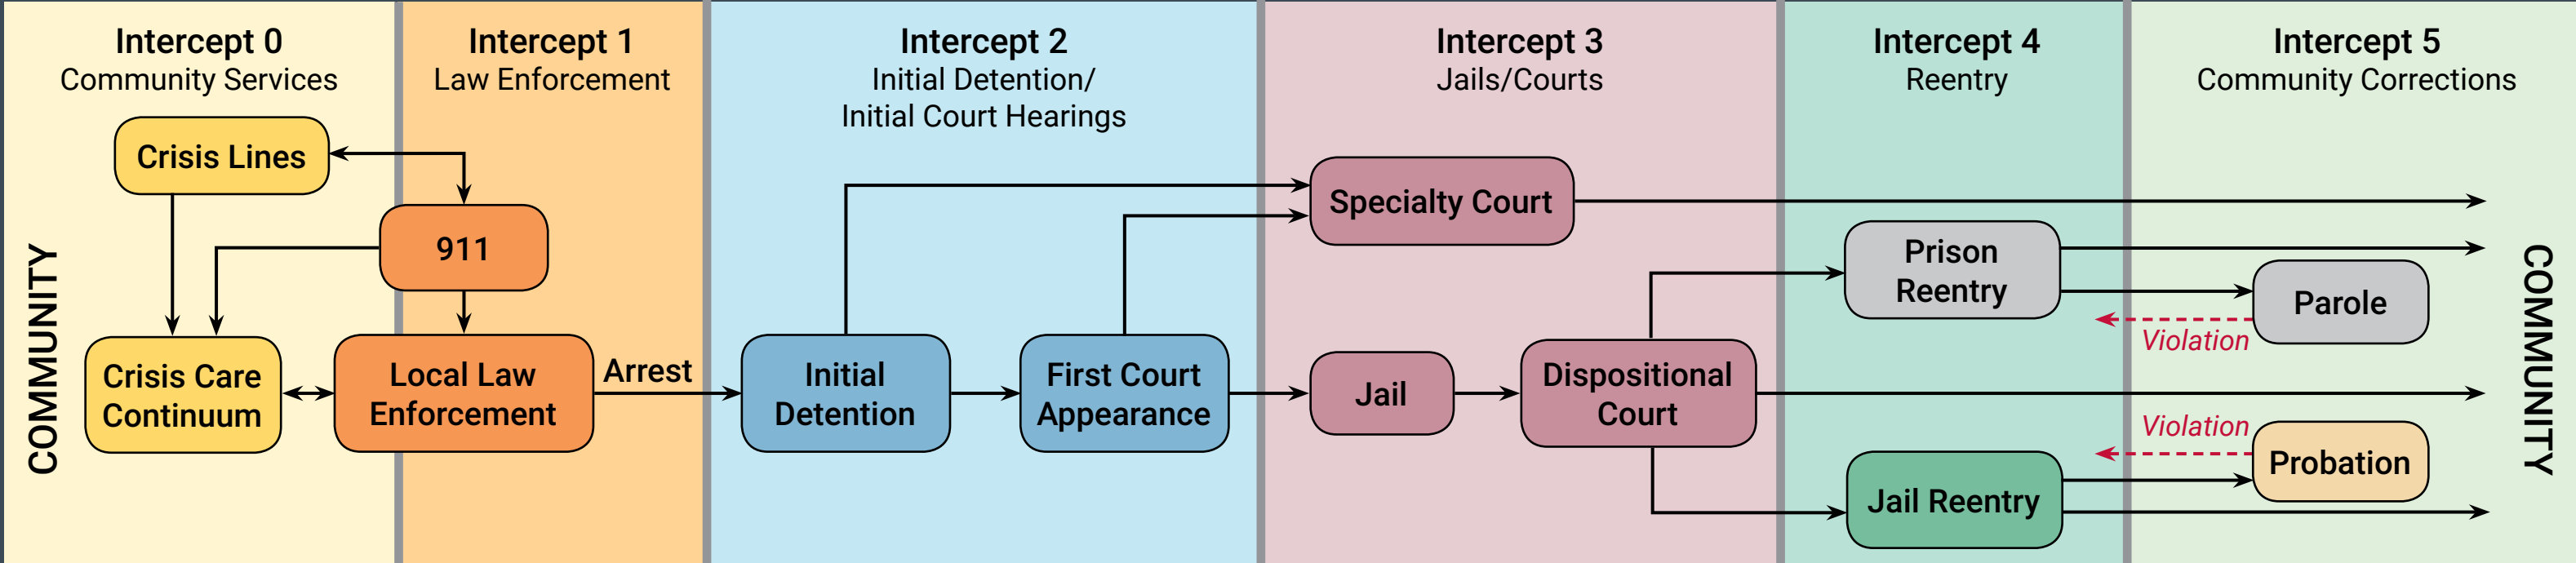 Intercept 0
Community Services
Intercept 1
Law Enforcement
Intercept 2
Initial Detention/
Initial Court Hearings
Intercept 3
Jails/Courts
Intercept 4
Reentry
Intercept 5
Community Corrections
COMMUNITY
Crisis Lines
911
Crisis Care
Continuum
Local Law
Enforcement
Arrest
Initial
Detention
First Court
Appearance
Specialty Court
Jail
Dispositional
Court
Prison
Reentry
Jail Reentry
Parole
Violation
Violation
Probation
COMMUNITY